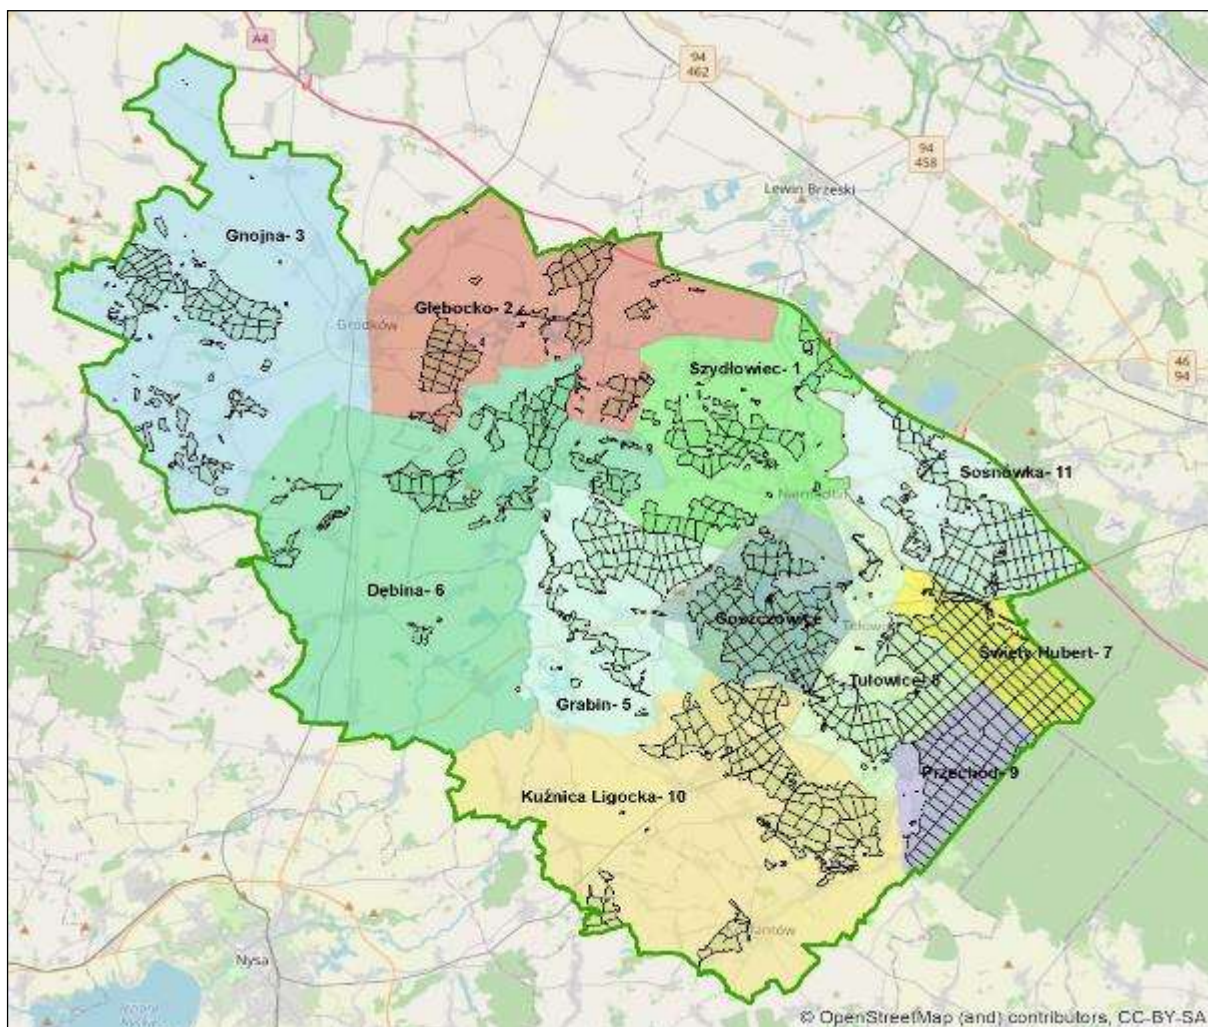 A4
94
462
94
458
Lewin Brzeski
Gnojna- 3
Głębocko- 2
Grodków
46
94
4
Szydłowiec- 1
Sosnówka- 11
Niemodlin
Dębina- 6
Goszczowice
Święty Hubert- 7
Tułowice- 8
Grabin- 5
Przechód- 9
Kuźnica Ligocka- 10
Nysa
© OpenStreetMap (and) contributors, CC-BY-SA